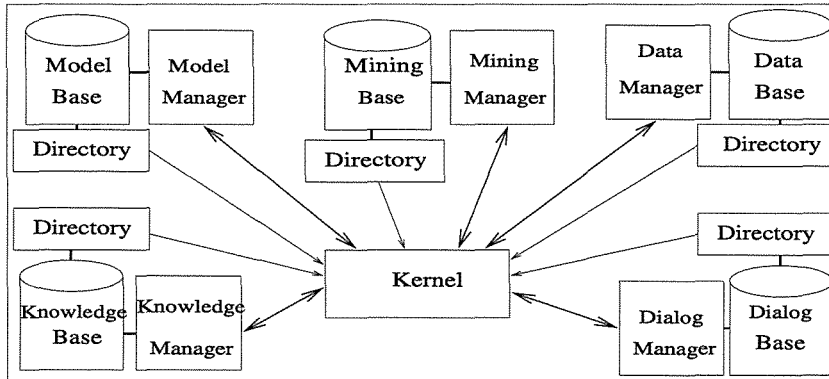 Model
Base
Model
Manager
Directory
Mining
Base
Mining
Manager
Directory
Data
Manager
Data
Base
Directory
Directory
Knowledge
Base
Knowledge
Manager
Kernel
Directory
Dialog
Manager
Dialog
Base